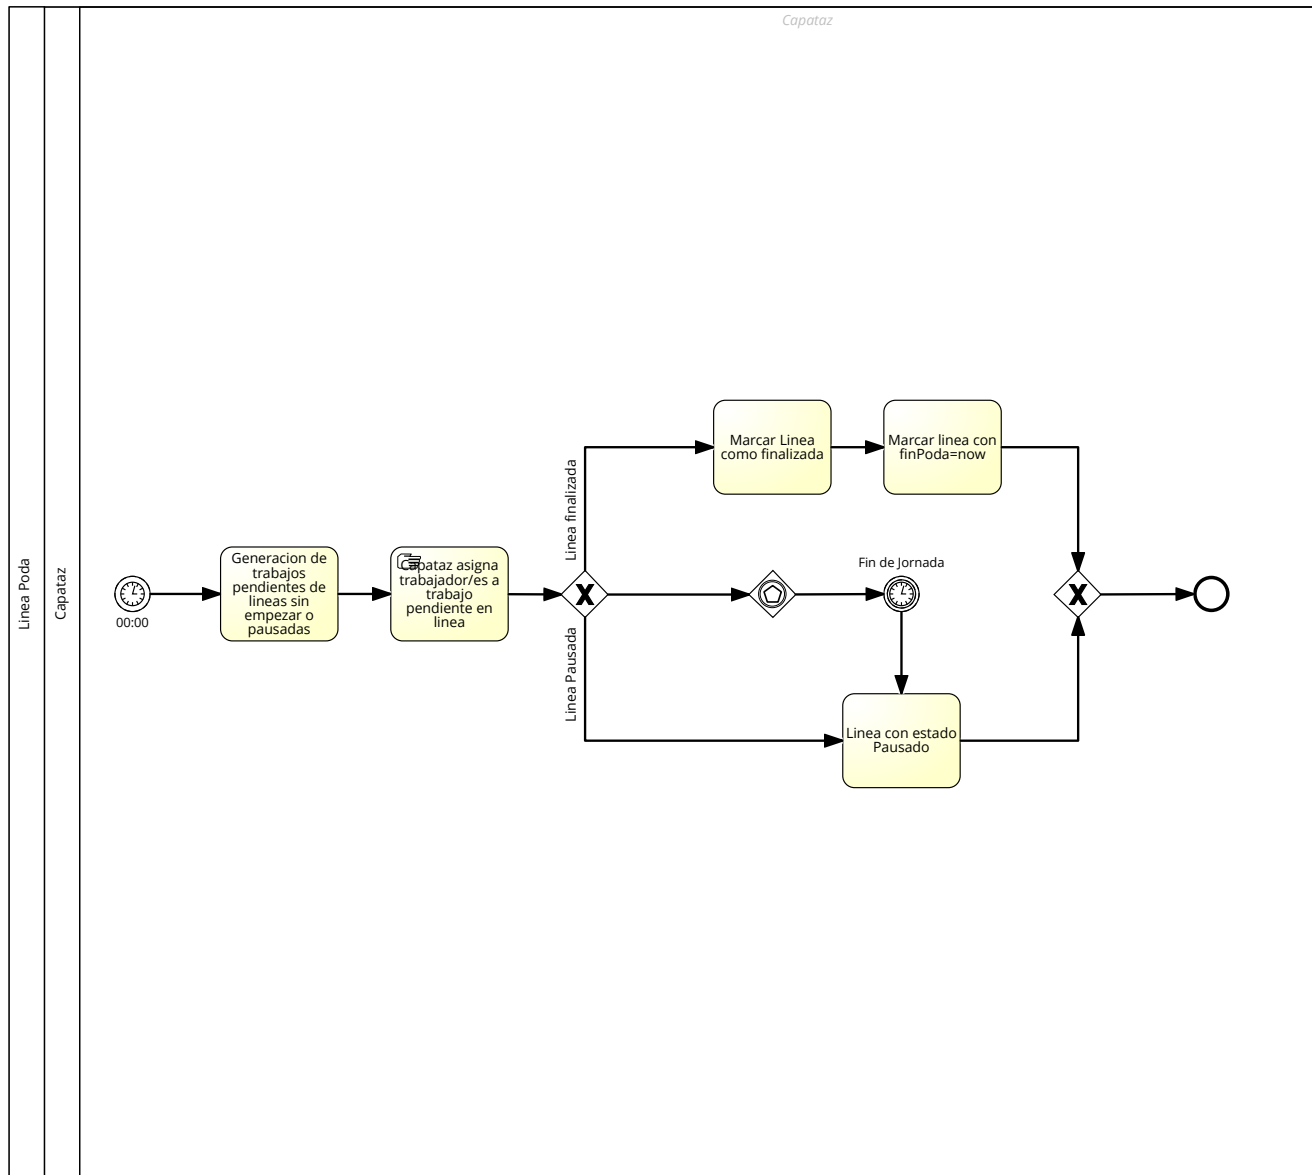 Capataz
Linea Poda
Capataz
00:00
Generacion de
trabajos
pendientes de
lineas sin
empezar o
pausadas
Capataz asigna
trabajador/es a
trabajo
pendiente en
linea
Linea finalizada
Linea Pausada
Marcar Linea
como finalizada
Marcar linea con
finPoda=now
Fin de Jornada
Linea con estado
Pausado